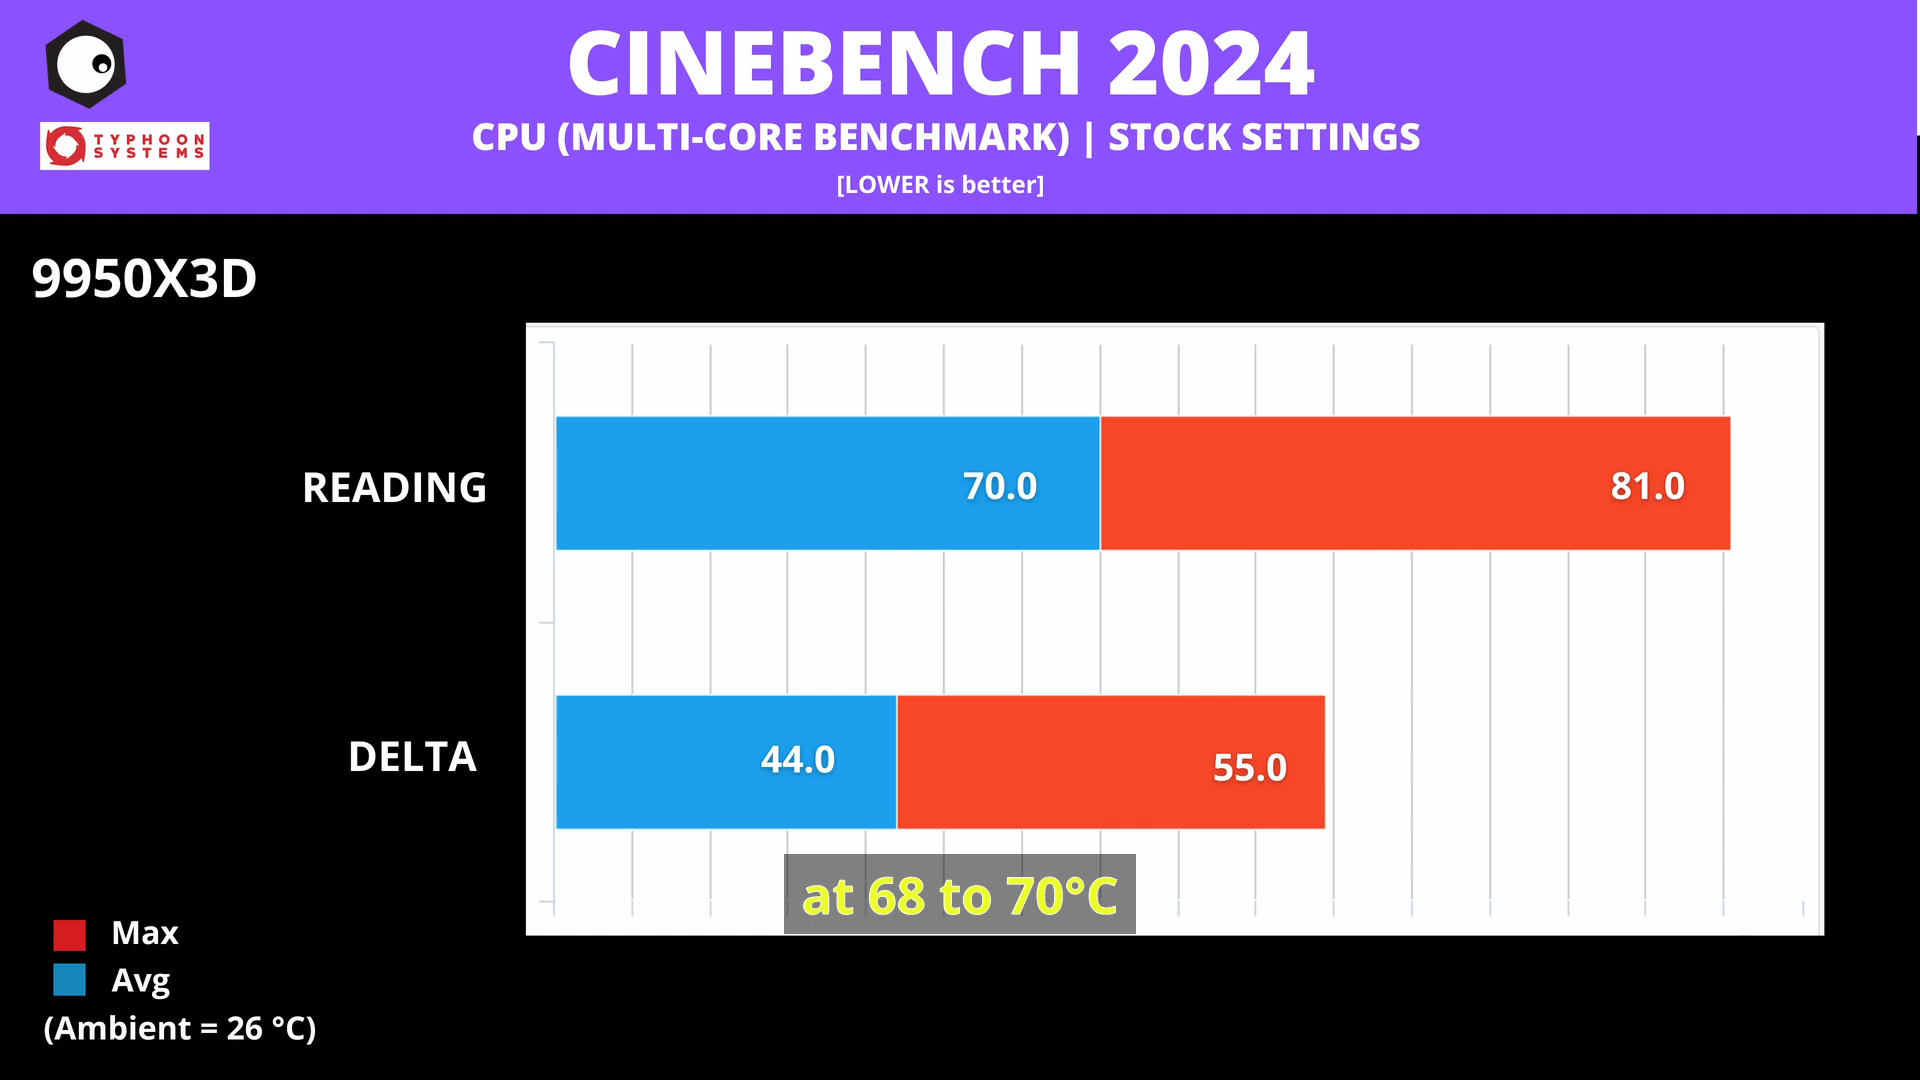 CINEBENCH 2024
TYPHOON
SYSTEMS
CPU (MULTI-CORE BENCHMARK) | STOCK SETTINGS
[LOWER is better]
9950X3D
READING
70.0
81.0
DELTA
44.0
55.0
at 68 to 70°C
Max
Avg
(Ambient = 26 °C)